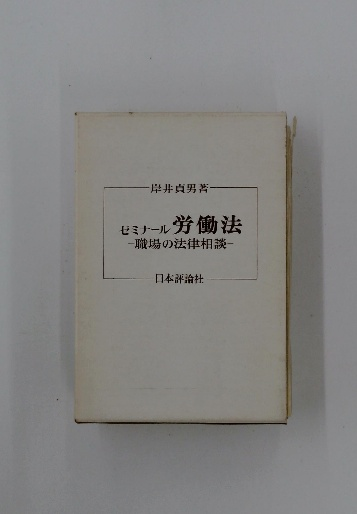 岸井貞男著
ゼミナール 労働法
-職場の法律相談-
日本評論社